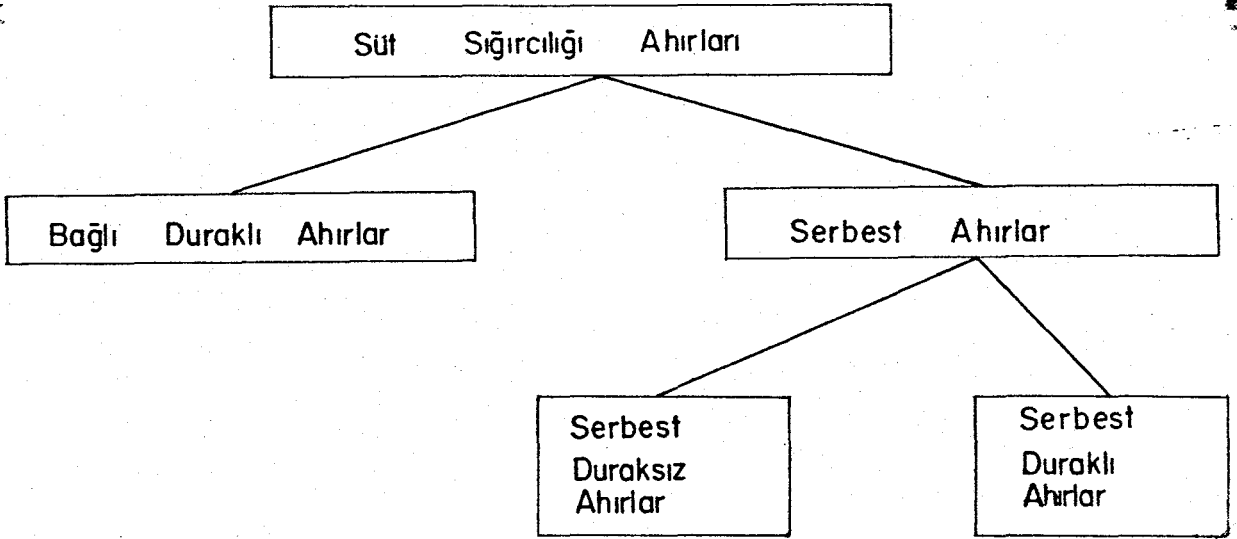 Süt Sığırcılığı Ahırları
Bağlı Duraklı Ahırlar
Serbest Ahırlar
Serbest
Duraksız
Ahırlar
Serbest
Duraklı
Ahırlar